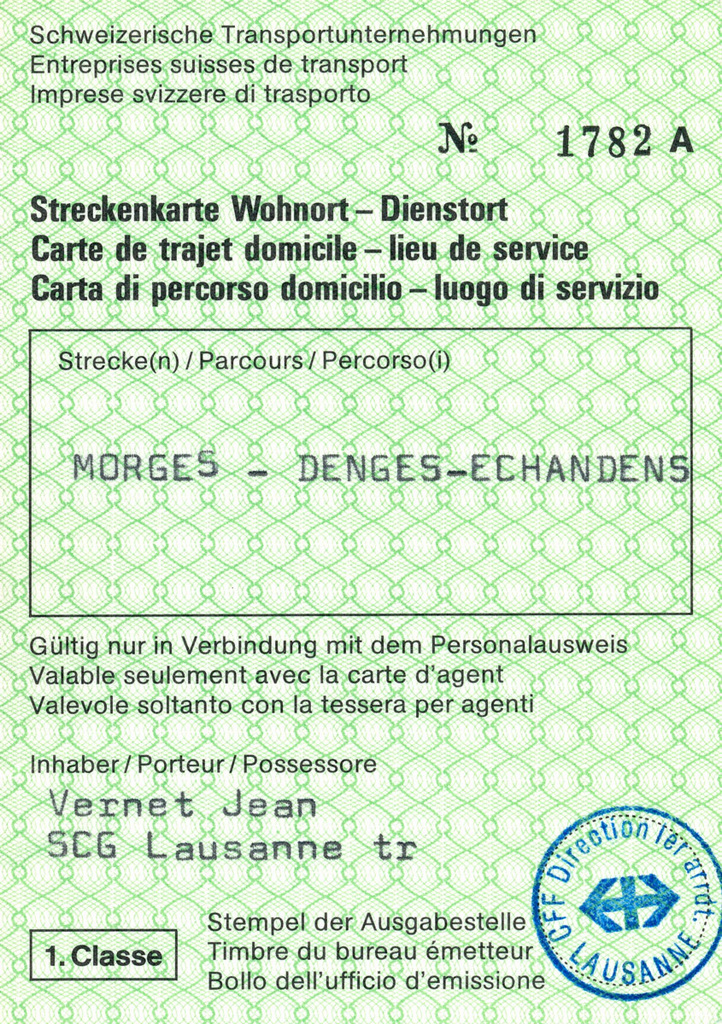 Schweizerische Transportunternehmungen
Entreprises suisses de transport
Imprese svizzere di trasporto
№ 1782 A
Streckenkarte Wohnort – Dienstort
Carte de trajet domicile – lieu de service
Carta di percorso domicilio – luogo di servizio
Strecke(n) / Parcours / Percorso(i)
MORGES - DENGES-ECHANDENS
Gültig nur in Verbindung mit dem Personalausweis
Valable seulement avec la carte d'agent
Valevole soltanto con la tessera per agenti
Inhaber / Porteur / Possessore
Vernet Jean
SCG Lausanne tr
1. Classe
Stempel der Ausgabestelle
Timbre du bureau émetteur
Bollo dell'ufficio d'emissione
CFF Direction Ier arrdt
LAUSANNE